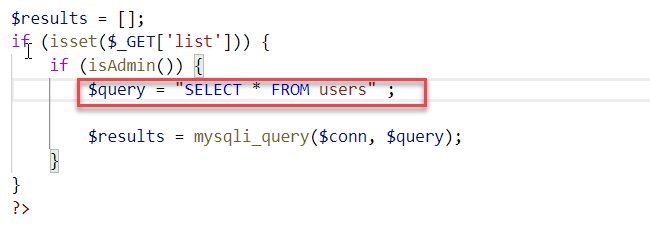 $results = [];
if (isset($_GET['list'])) {
if (isAdmin()) {
$query = "SELECT * FROM users" ;
$results = mysqli_query($conn, $query);
}
}
?>